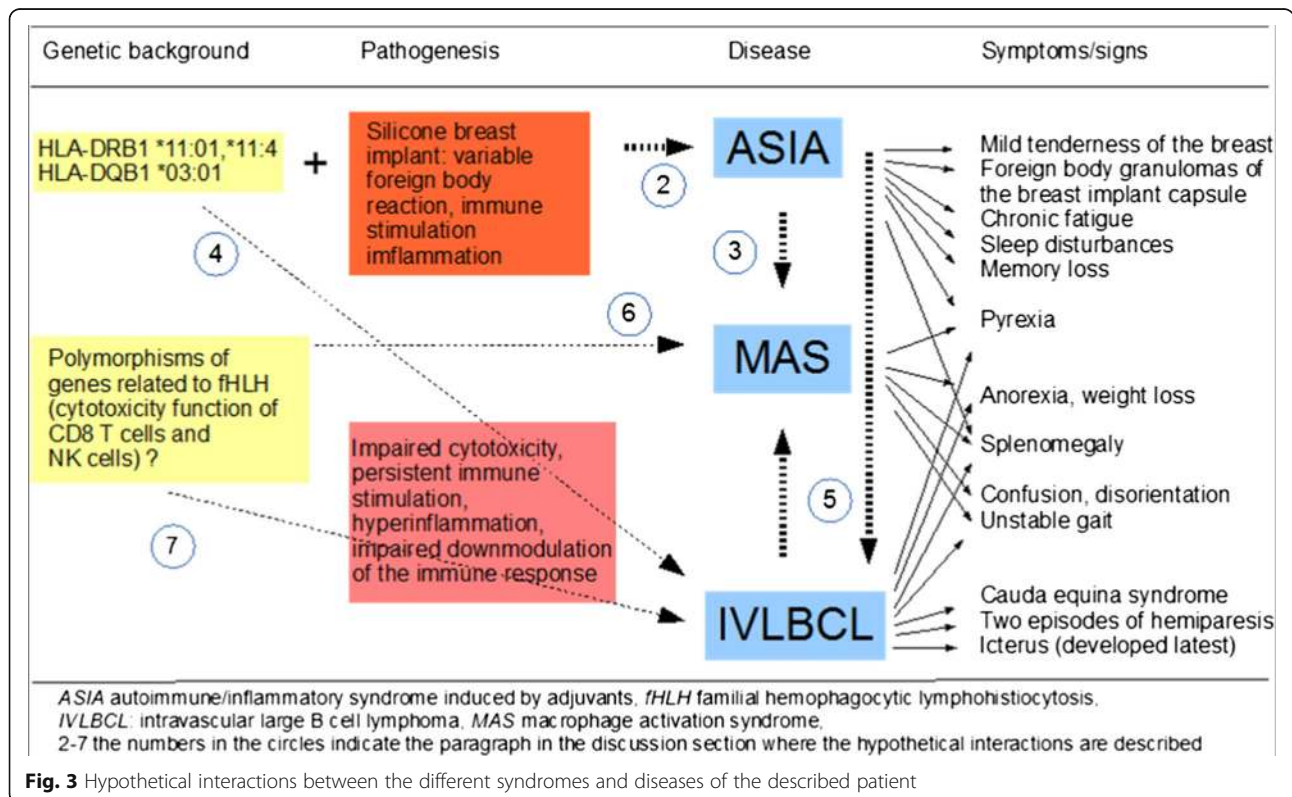 Genetic background
Pathogenesis
Disease
Symptoms/signs
HLA-DRB1 *11:01,*11:4
HLA-DQB1 *03:01
+
Silicone breast
implant: variable
foreign body
reaction, immune
stimulation
imflammation
2
ASIA
3
4
6
MAS
Polymorphisms of
genes related to fHLH
(cytotoxicity function of
CD8 T cells and
NK cells) ?
7
Impaired cytotoxicity,
persistent immune
stimulation,
hyperinflammation,
impaired downmodulation
of the immune response
5
IVLBCL
Mild tenderness of the breast
Foreign body granulomas of
the breast implant capsule
Chronic fatigue
Sleep disturbances
Memory loss
Pyrexia
Anorexia, weight loss
Splenomegaly
Confusion, disorientation
Unstable gait
Cauda equina syndrome
Two episodes of hemiparesis
Icterus (developed latest)
ASIA autoimmune/inflammatory syndrome induced by adjuvants, fHLH familial hemophagocytic lymphohistiocytosis,
IVLBCL: intravascular large B cell lymphoma, MAS macrophage activation syndrome,
2-7 the numbers in the circles indicate the paragraph in the discussion section where the hypothetical interactions are described
Fig. 3 Hypothetical interactions between the different syndromes and diseases of the described patient